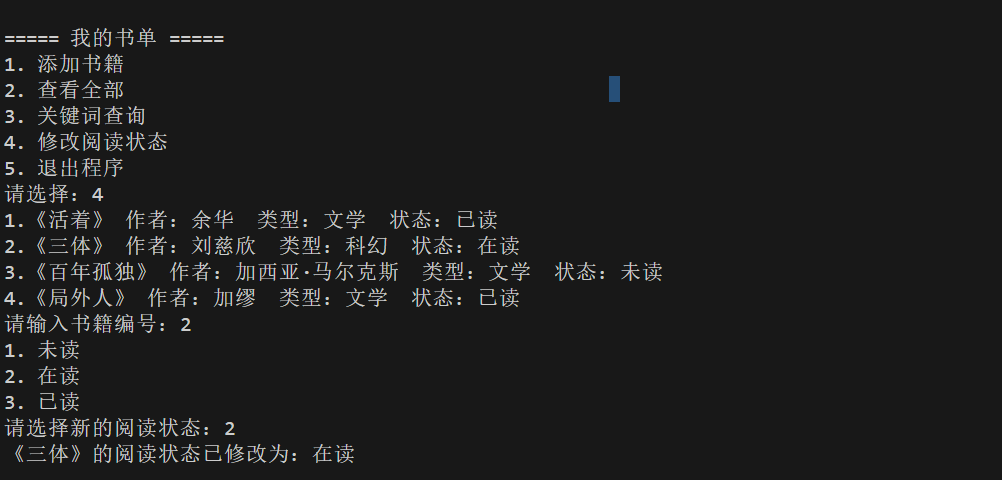 ===== 我的书单 =====
1. 添加书籍
2. 查看全部
3. 关键词查询
4. 修改阅读状态
5. 退出程序
请选择：4
1.《活着》 作者：余华  类型：文学  状态：已读
2.《三体》 作者：刘慈欣  类型：科幻  状态：在读
3.《百年孤独》 作者：加西亚·马尔克斯  类型：文学  状态：未读
4.《局外人》 作者：加缪  类型：文学  状态：已读
请输入书籍编号：2
1. 未读
2. 在读
3. 已读
请选择新的阅读状态：2
《三体》的阅读状态已修改为：在读